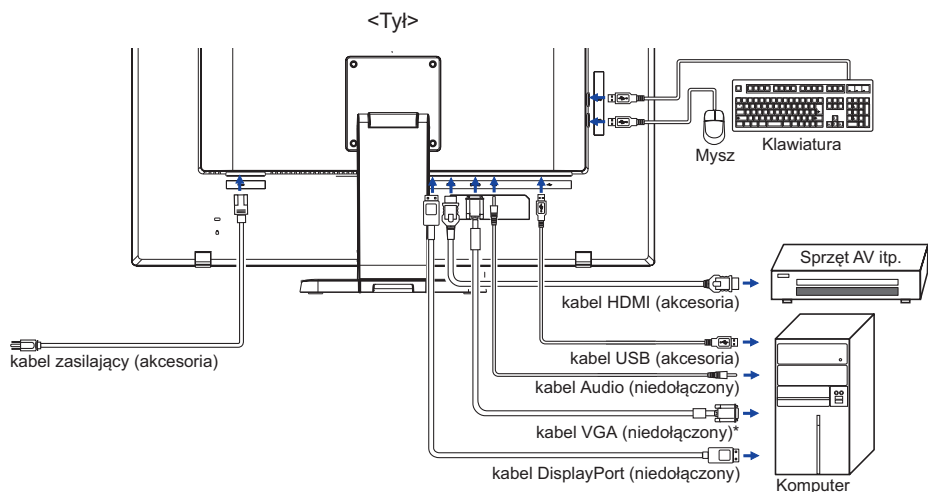 <Tył>
Mysz
Klawiatura
Sprzęt AV itp.
kabel HDMI (akcesoria)
kabel zasilający (akcesoria)
kabel USB (akcesoria)
kabel Audio (niedołączony)
kabel VGA (niedołączony)*
kabel DisplayPort (niedołączony)
Komputer